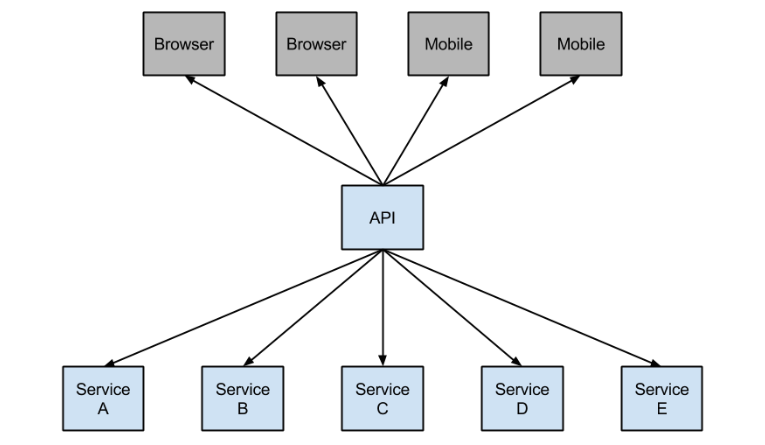 Browser
Browser
Mobile
Mobile
API
Service
A
Service
B
Service
C
Service
D
Service
E